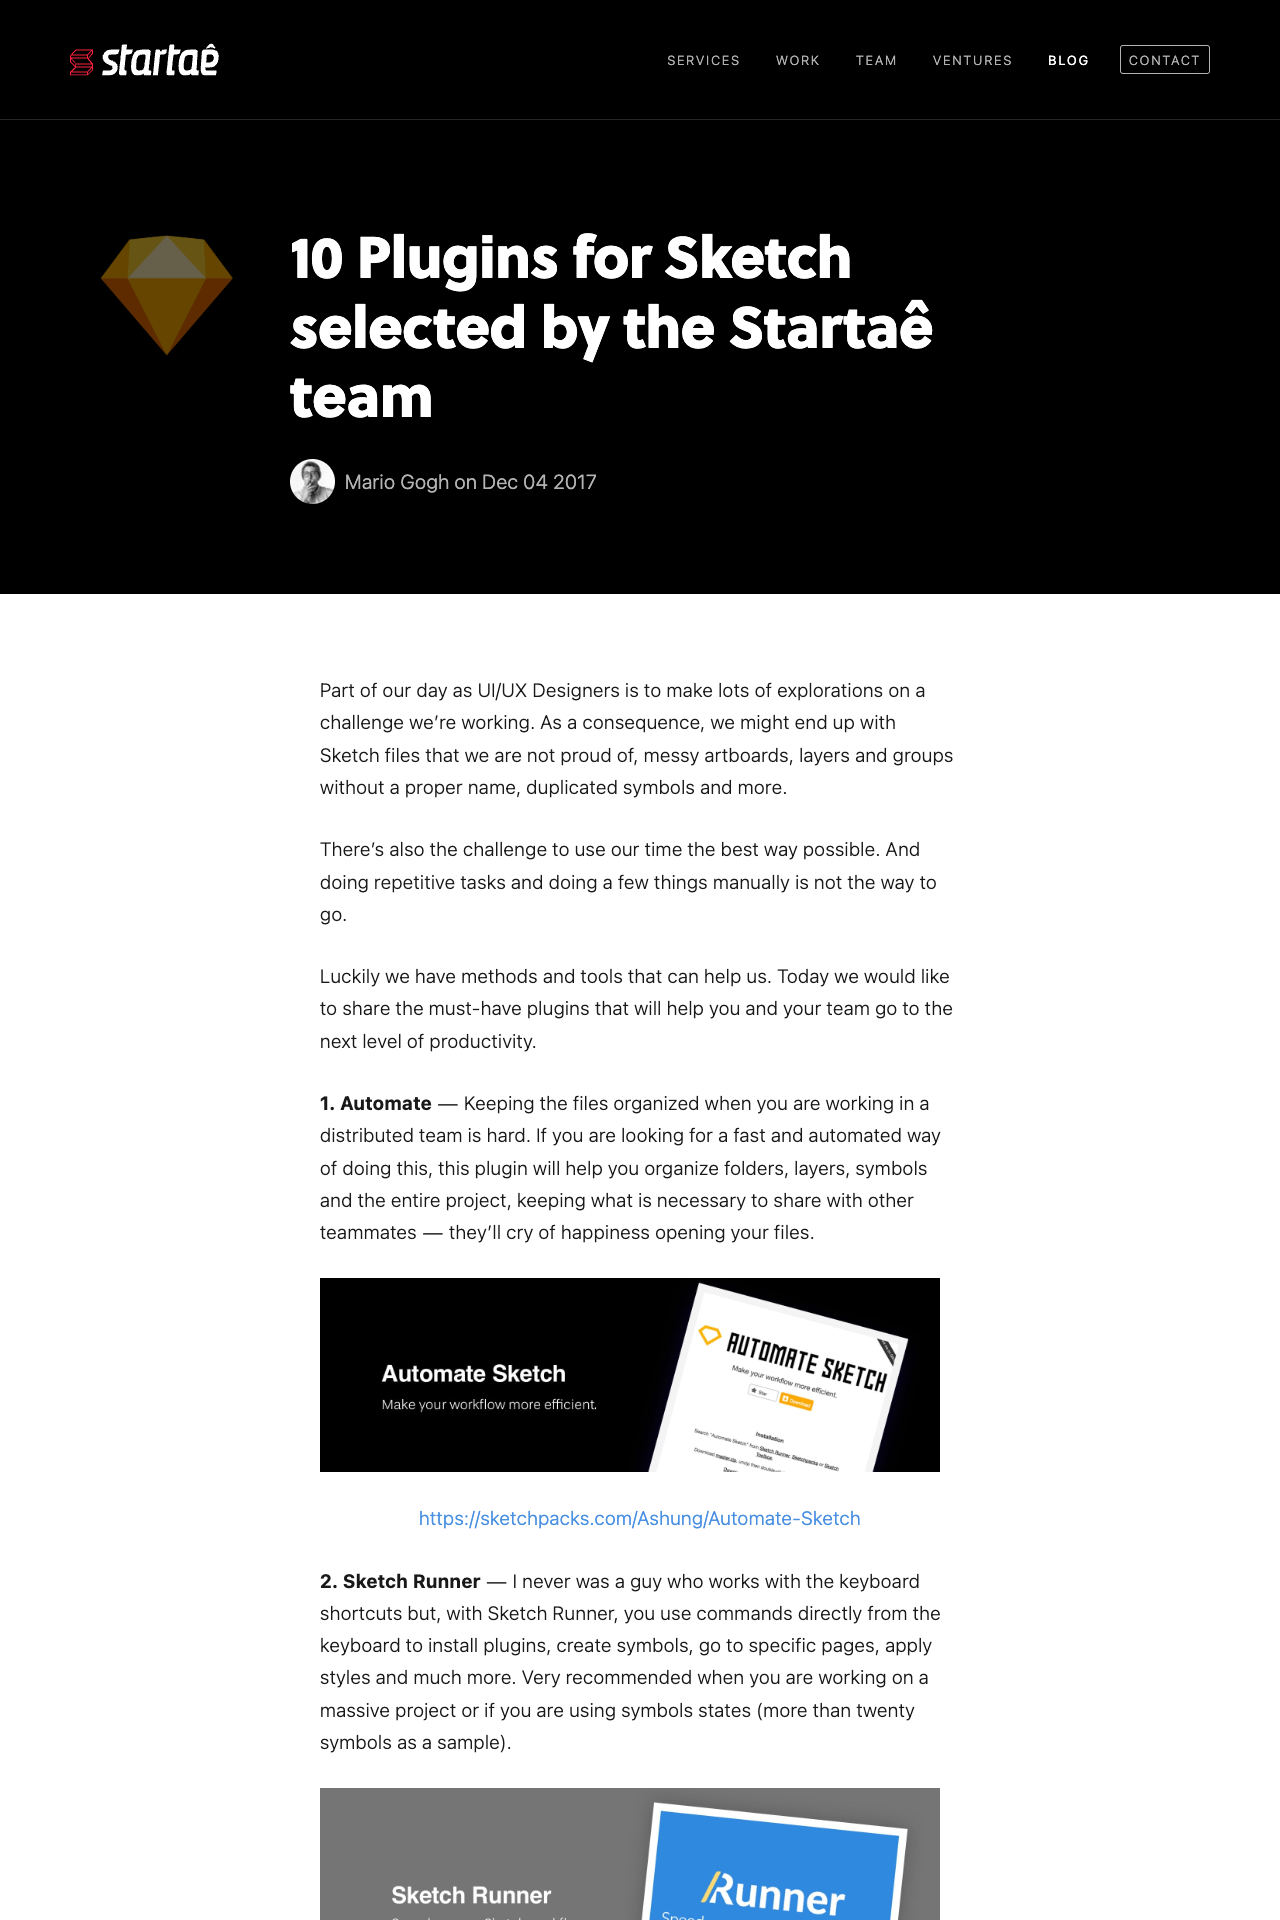 startaê
SERVICES WORK TEAM VENTURES BLOG CONTACT
10 Plugins for Sketch
selected by the Startaê
team
Mario Gogh on Dec 04 2017
Part of our day as UI/UX Designers is to make lots of explorations on a
challenge we’re working. As a consequence, we might end up with
Sketch files that we are not proud of, messy artboards, layers and groups
without a proper name, duplicated symbols and more.
There’s also the challenge to use our time the best way possible. And
doing repetitive tasks and doing a few things manually is not the way to
go.
Luckily we have methods and tools that can help us. Today we would like
to share the must-have plugins that will help you and your team go to the
next level of productivity.
1. Automate — Keeping the files organized when you are working in a
distributed team is hard. If you are looking for a fast and automated way
of doing this, this plugin will help you organize folders, layers, symbols
and the entire project, keeping what is necessary to share with other
teammates — they’ll cry of happiness opening your files.
Automate Sketch
Make your workflow more efficient.
AUTOMATE SKETCH
Make your workflow more efficient.
Star Download
Installation
Search "Automate Sketch" from Sketch Runner, Sketchpacks or Sketch
Toolbox.
https://sketchpacks.com/Ashung/Automate-Sketch
2. Sketch Runner — I never was a guy who works with the keyboard
shortcuts but, with Sketch Runner, you use commands directly from the
keyboard to install plugins, create symbols, go to specific pages, apply
styles and much more. Very recommended when you are working on a
massive project or if you are using symbols states (more than twenty
symbols as a sample).
Sketch Runner
Runner